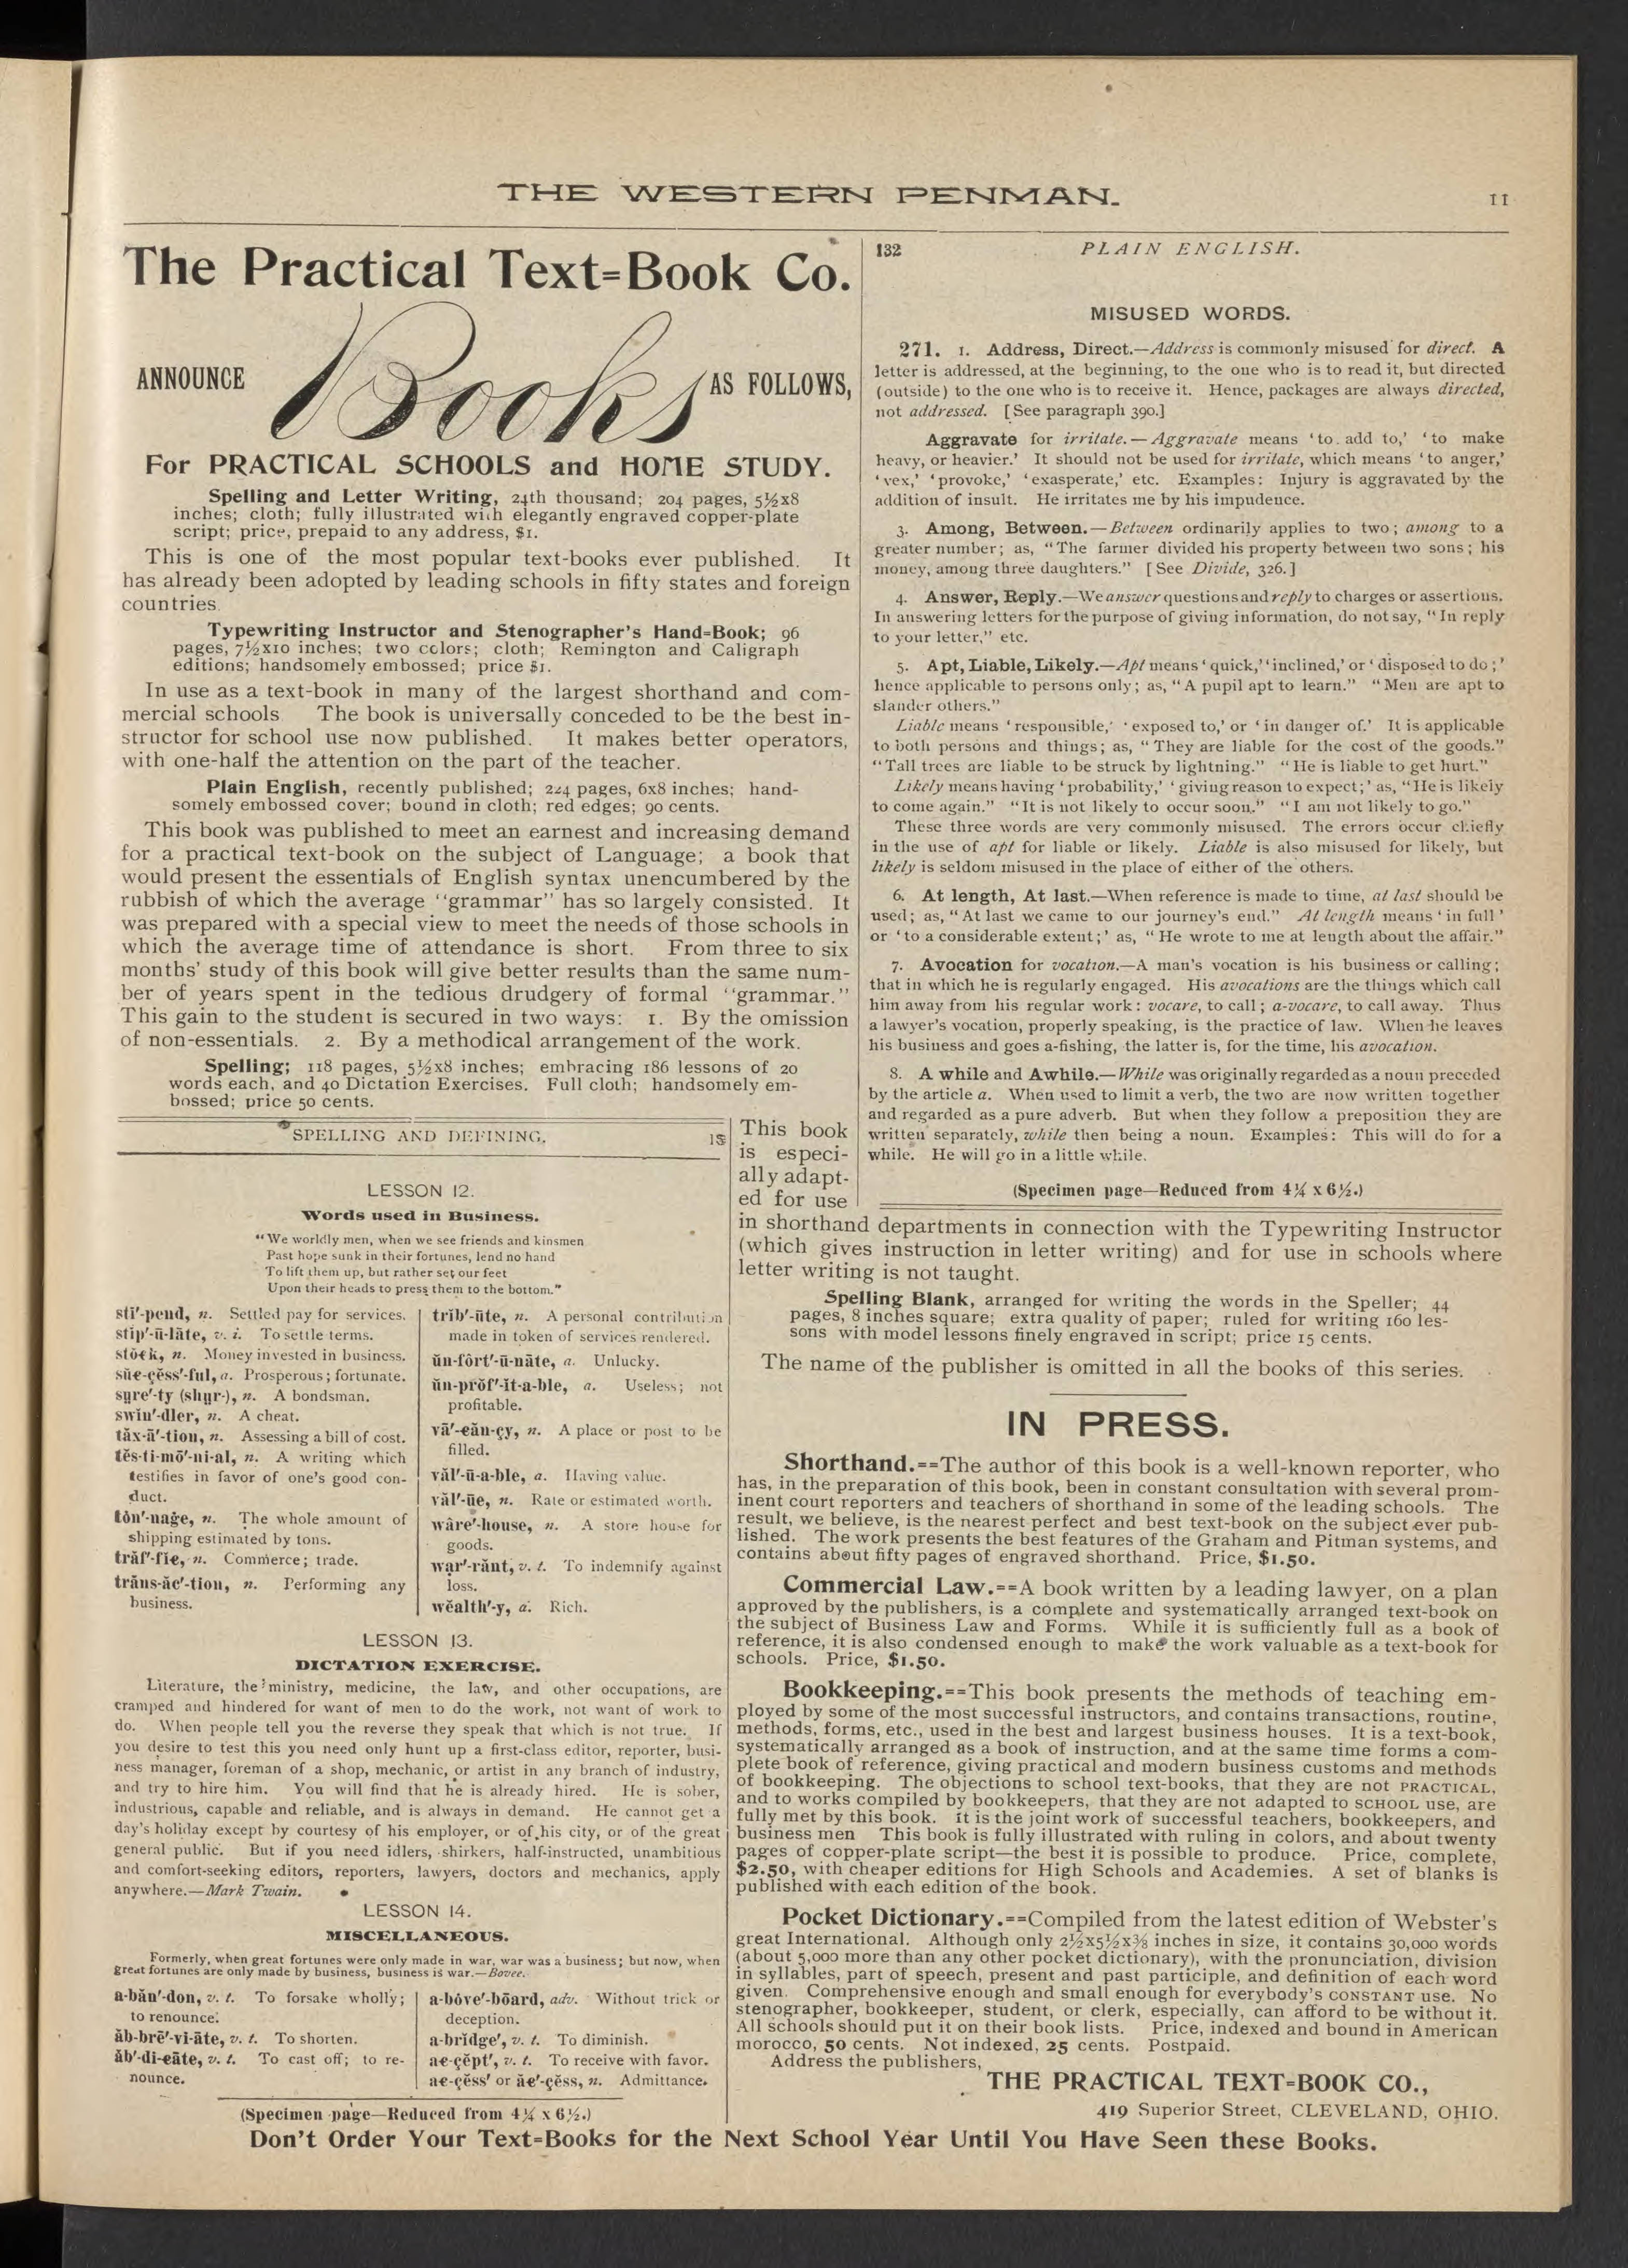 THE WESTERN PENMAN.
11
The Practical Text=Book Co.
ANNOUNCE
Books
AS FOLLOWS,
For PRACTICAL SCHOOLS and HOME STUDY.
Spelling and Letter Writing, 24th thousand; 204 pages, 5½x8
inches; cloth; fully illustrated with elegantly engraved copper-plate
script; price, prepaid to any address, $1.
This is one of the most popular text-books ever published. It
has already been adopted by leading schools in fifty states and foreign
countries.
Typewriting Instructor and Stenographer's Hand=Book; 96
pages, 7½x10 inches; two colors; cloth; Remington and Caligraph
editions; handsomely embossed; price $1.
In use as a text-book in many of the largest shorthand and com-
mercial schools The book is universally conceded to be the best in-
structor for school use now published. It makes better operators,
with one-half the attention on the part of the teacher.
Plain English, recently published; 224 pages, 6x8 inches; hand-
somely embossed cover; bound in cloth; red edges; 90 cents.
This book was published to meet an earnest and increasing demand
for a practical text-book on the subject of Language; a book that
would present the essentials of English syntax unencumbered by the
rubbish of which the average "grammar" has so largely consisted. It
was prepared with a special view to meet the needs of those schools in
which the average time of attendance is short. From three to six
months' study of this book will give better results than the same num-
ber of years spent in the tedious drudgery of formal "grammar."
This gain to the student is secured in two ways: 1. By the omission
of non-essentials. 2. By a methodical arrangement of the work.
Spelling; 118 pages, 5½x8 inches; embracing 186 lessons of 20
words each, and 40 Dictation Exercises. Full cloth; handsomely em-
bossed; price 50 cents.
SPELLING AND DEFINING.
LESSON 12.
Words used in Business.
"We worldly men, when we see friends and kinsmen
Past hope sunk in their fortunes, lend no hand
To lift them up, but rather set our feet
Upon their heads to press them to the bottom."
stī'-pend, n. Settled pay for services.
stĭp'-ū-lāte, v. i. To settle terms.
stŏck, n. Money invested in business.
sŭc-çĕss'-ful, a. Prosperous; fortunate.
sure'-ty (shur-), n. A bondsman.
swĭn'-dler, n. A cheat.
tăx-ā'-tion, n. Assessing a bill of cost.
tĕs-ti-mō'-ni-al, n. A writing which
testifies in favor of one's good con-
duct.
tòn'-nage, n. The whole amount of
shipping estimated by tons.
trăf'-fic, n. Commerce; trade.
trăns-ăc'-tion, n. Performing any
business.
trĭb'-ūte, n. A personal contribution
made in token of services rendered.
ŭn-fôrt'-ū-nāte, a. Unlucky.
ŭn-prŏf'-ĭt-a-ble, a. Useless; not
profitable.
vā'-căn-çy, n. A place or post to be
filled.
văl'-ū-a-ble, a. Having value.
văl'-ūe, n. Rate or estimated worth.
wâre'-house, n. A store house for
goods.
war'-rănt, v. t. To indemnify against
loss.
wĕalth'-y, a. Rich.
LESSON 13.
DICTATION EXERCISE.
Literature, the ministry, medicine, the law, and other occupations, are
cramped and hindered for want of men to do the work, not want of work to
do. When people tell you the reverse they speak that which is not true. If
you desire to test this you need only hunt up a first-class editor, reporter, busi-
ness manager, foreman of a shop, mechanic, or artist in any branch of industry,
and try to hire him. You will find that he is already hired. He is sober,
industrious, capable and reliable, and is always in demand. He cannot get a
day's holiday except by courtesy of his employer, or of his city, or of the great
general public. But if you need idlers, shirkers, half-instructed, unambitious
and comfort-seeking editors, reporters, lawyers, doctors and mechanics, apply
anywhere.—Mark Twain.
LESSON 14.
MISCELLANEOUS.
Formerly, when great fortunes were only made in war, war was a business; but now, when
great fortunes are only made by business, business is war.—Bovee.
a-băn'-don, v. t. To forsake wholly;
to renounce.
ăb-brē'-vi-āte, v. t. To shorten.
ăb'-di-cāte, v. t. To cast off; to re-
nounce.
a-bóve'-bōard, adv. Without trick or
deception.
a-brĭdge', v. t. To diminish.
ac-çĕpt', v. t. To receive with favor.
ac-çĕss' or ăc'-çĕss, n. Admittance.
(Specimen page—Reduced from 4¼ x 6½.)
132
PLAIN ENGLISH.
MISUSED WORDS.
271. 1. Address, Direct.—Address is commonly misused for direct. A
letter is addressed, at the beginning, to the one who is to read it, but directed
(outside) to the one who is to receive it. Hence, packages are always directed,
not addressed. [See paragraph 390.]
Aggravate for irritate.—Aggravate means 'to add to,' 'to make
heavy, or heavier.' It should not be used for irritate, which means 'to anger,'
'vex,' 'provoke,' 'exasperate,' etc. Examples: Injury is aggravated by the
addition of insult. He irritates me by his impudence.
3. Among, Between.—Between ordinarily applies to two; among to a
greater number; as, "The farmer divided his property between two sons; his
money, among three daughters." [See Divide, 326.]
4. Answer, Reply.—We answer questions and reply to charges or assertions.
In answering letters for the purpose of giving information, do not say, "In reply
to your letter," etc.
5. Apt, Liable, Likely.—Apt means 'quick,' 'inclined,' or 'disposed to do;'
hence applicable to persons only; as, "A pupil apt to learn." "Men are apt to
slander others."
Liable means 'responsible,' 'exposed to,' or 'in danger of.' It is applicable
to both persons and things; as, "They are liable for the cost of the goods."
"Tall trees are liable to be struck by lightning." "He is liable to get hurt."
Likely means having 'probability,' 'giving reason to expect;' as, "He is likely
to come again." "It is not likely to occur soon." "I am not likely to go."
These three words are very commonly misused. The errors occur chiefly
in the use of apt for liable or likely. Liable is also misused for likely, but
likely is seldom misused in the place of either of the others.
6. At length, At last.—When reference is made to time, at last should be
used; as, "At last we came to our journey's end." At length means 'in full'
or 'to a considerable extent;' as, "He wrote to me at length about the affair."
7. Avocation for vocation.—A man's vocation is his business or calling;
that in which he is regularly engaged. His avocations are the things which call
him away from his regular work: vocare, to call; a-vocare, to call away. Thus
a lawyer's vocation, properly speaking, is the practice of law. When he leaves
his business and goes a-fishing, the latter is, for the time, his avocation.
8. A while and Awhile.—While was originally regarded as a noun preceded
by the article a. When used to limit a verb, the two are now written together
and regarded as a pure adverb. But when they follow a preposition they are
written separately, while then being a noun. Examples: This will do for a
while. He will go in a little while.
(Specimen page—Reduced from 4¼ x 6½.)
This book
is especi-
ally adapt-
ed for use
in shorthand departments in connection with the Typewriting Instructor
(which gives instruction in letter writing) and for use in schools where
letter writing is not taught.
Spelling Blank, arranged for writing the words in the Speller; 44
pages, 8 inches square; extra quality of paper; ruled for writing 160 les-
sons with model lessons finely engraved in script; price 15 cents.
The name of the publisher is omitted in all the books of this series.
IN PRESS.
Shorthand.==The author of this book is a well-known reporter, who
has, in the preparation of this book, been in constant consultation with several prom-
inent court reporters and teachers of shorthand in some of the leading schools. The
result, we believe, is the nearest perfect and best text-book on the subject ever pub-
lished. The work presents the best features of the Graham and Pitman systems, and
contains about fifty pages of engraved shorthand. Price, $1.50.
Commercial Law.==A book written by a leading lawyer, on a plan
approved by the publishers, is a complete and systematically arranged text-book on
the subject of Business Law and Forms. While it is sufficiently full as a book of
reference, it is also condensed enough to make the work valuable as a text-book for
schools. Price, $1.50.
Bookkeeping.==This book presents the methods of teaching em-
ployed by some of the most successful instructors, and contains transactions, routine,
methods, forms, etc., used in the best and largest business houses. It is a text-book,
systematically arranged as a book of instruction, and at the same time forms a com-
plete book of reference, giving practical and modern business customs and methods
of bookkeeping. The objections to school text-books, that they are not PRACTICAL,
and to works compiled by bookkeepers, that they are not adapted to SCHOOL use, are
fully met by this book. It is the joint work of successful teachers, bookkeepers, and
business men This book is fully illustrated with ruling in colors, and about twenty
pages of copper-plate script—the best it is possible to produce. Price, complete,
$2.50, with cheaper editions for High Schools and Academies. A set of blanks is
published with each edition of the book.
Pocket Dictionary.==Compiled from the latest edition of Webster's
great International. Although only 2½x5½x⅜ inches in size, it contains 30,000 words
(about 5,000 more than any other pocket dictionary), with the pronunciation, division
in syllables, part of speech, present and past participle, and definition of each word
given. Comprehensive enough and small enough for everybody's CONSTANT use. No
stenographer, bookkeeper, student, or clerk, especially, can afford to be without it.
All schools should put it on their book lists. Price, indexed and bound in American
morocco, 50 cents. Not indexed, 25 cents. Postpaid.
Address the publishers,
THE PRACTICAL TEXT=BOOK CO.,
419 Superior Street, CLEVELAND, OHIO.
Don't Order Your Text=Books for the Next School Year Until You Have Seen these Books.